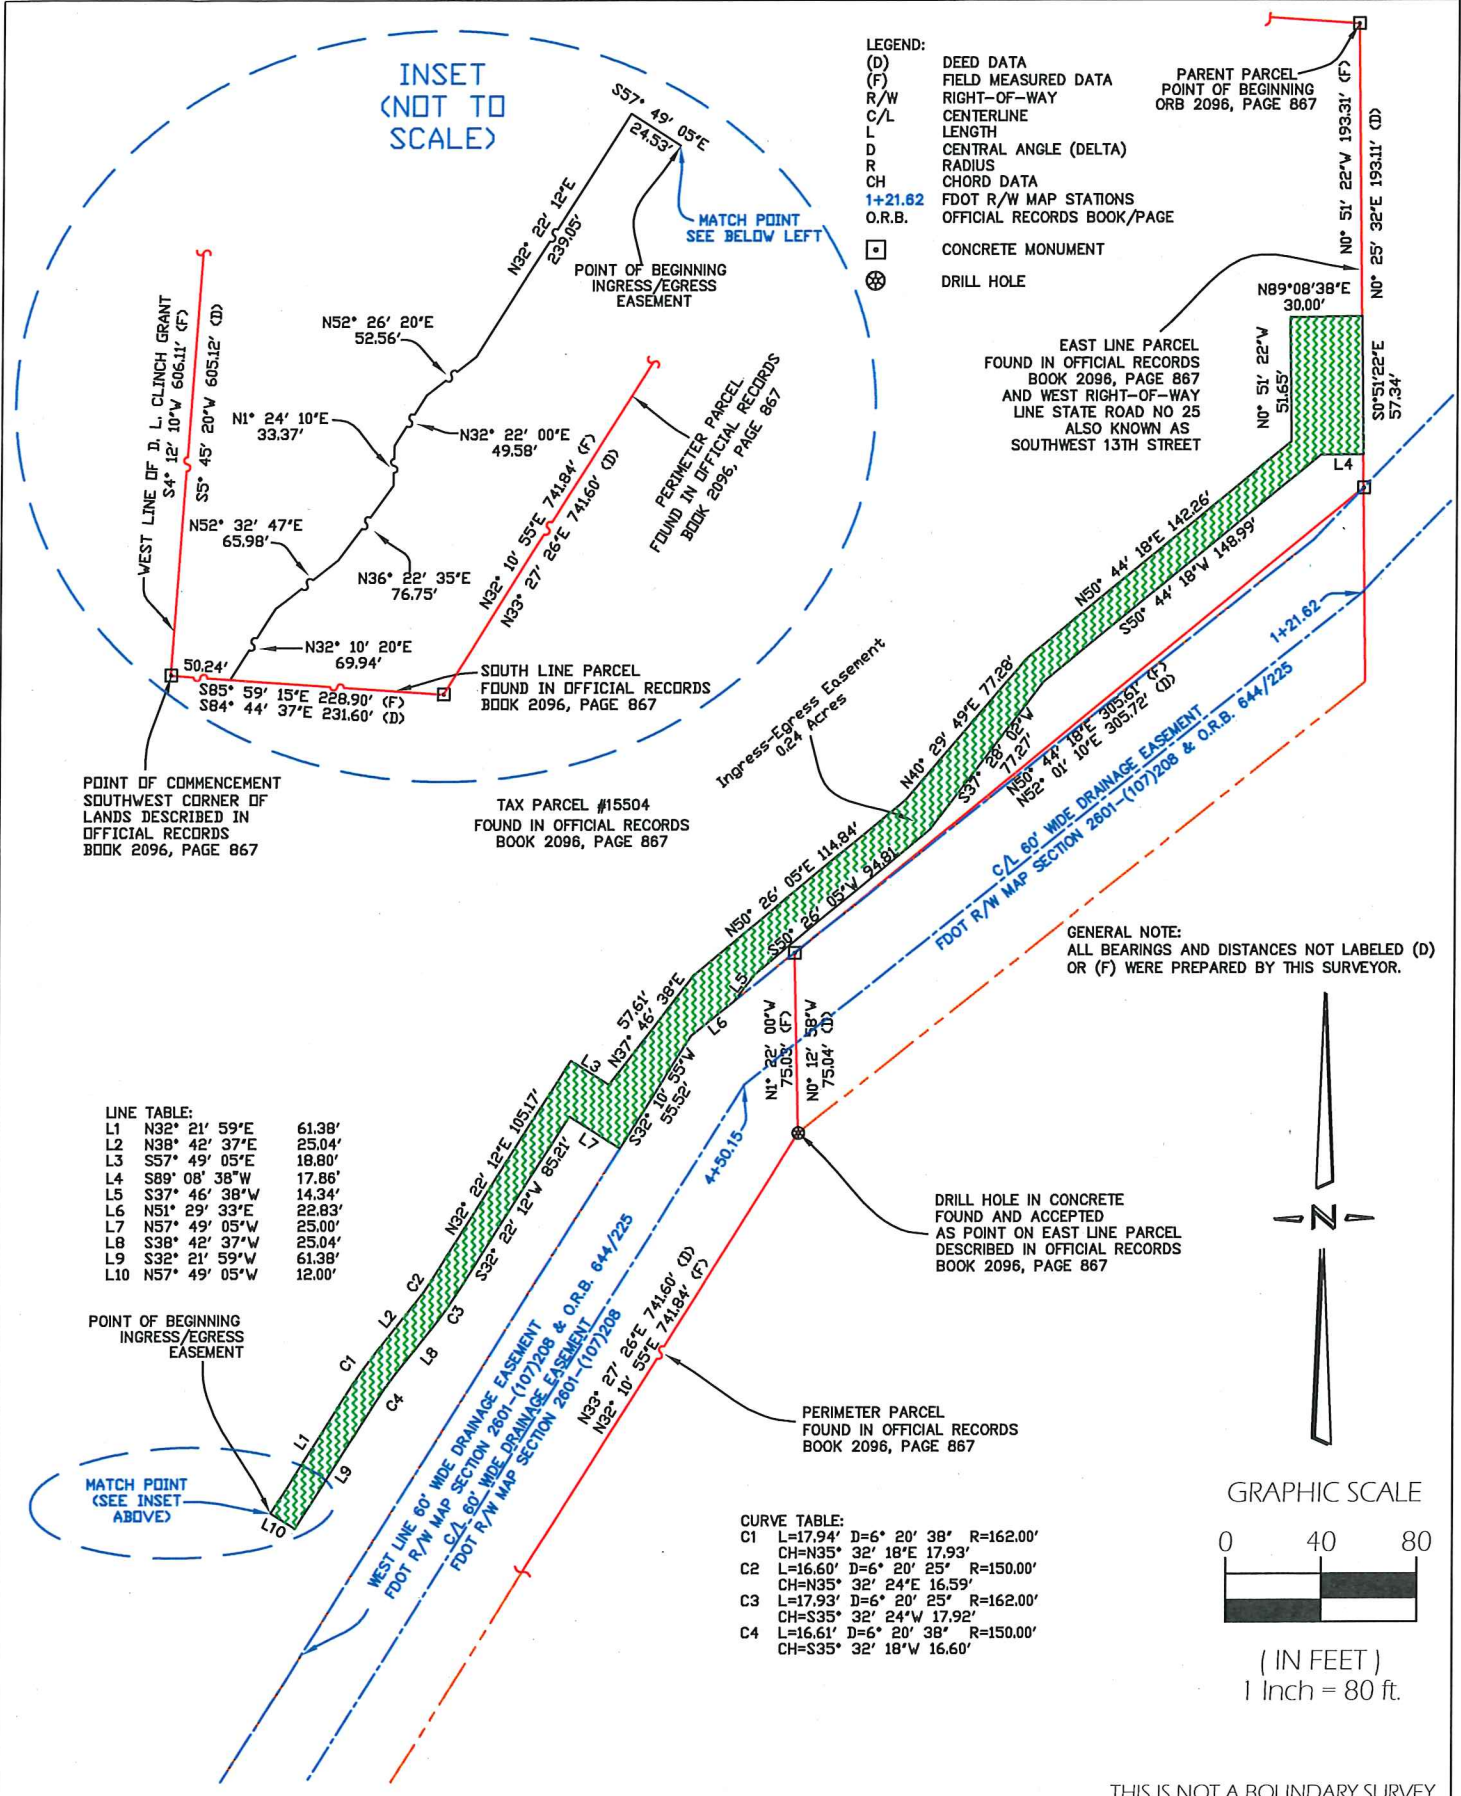 INSET
(NOT TO
SCALE)
S57° 49' 05"E
24.53'
N32° 22' 12"E
239.05'
MATCH POINT
SEE BELOW LEFT
POINT OF BEGINNING
INGRESS/EGRESS
EASEMENT
N52° 26' 20"E
52.56'
N1° 24' 10"E
33.37'
N32° 22' 00"E
49.58'
N52° 32' 47"E
65.98'
N36° 22' 35"E
76.75'
N32° 10' 20"E
69.94'
WEST LINE OF D. L. CLINCH GRANT
S4° 12' 10"W 606.11' (F)
S5° 45' 20"W 605.12' (D)
N32° 10' 55"E 741.84' (F)
N33° 27' 26"E 741.60' (D)
PERIMETER PARCEL
FOUND IN OFFICIAL RECORDS
BOOK 2096, PAGE 867
50.24'
S85° 59' 15"E 228.90' (F)
S84° 44' 37"E 231.60' (D)
SOUTH LINE PARCEL
FOUND IN OFFICIAL RECORDS
BOOK 2096, PAGE 867
POINT OF COMMENCEMENT
SOUTHWEST CORNER OF
LANDS DESCRIBED IN
OFFICIAL RECORDS
BOOK 2096, PAGE 867
TAX PARCEL #15504
FOUND IN OFFICIAL RECORDS
BOOK 2096, PAGE 867
LEGEND:
(D) DEED DATA
(F) FIELD MEASURED DATA
R/W RIGHT-OF-WAY
C/L CENTERLINE
L LENGTH
D CENTRAL ANGLE (DELTA)
R RADIUS
CH CHORD DATA
1+21.62 FDOT R/W MAP STATIONS
O.R.B. OFFICIAL RECORDS BOOK/PAGE
CONCRETE MONUMENT
DRILL HOLE
PARENT PARCEL
POINT OF BEGINNING
ORB 2096, PAGE 867
N0° 51' 22"W 193.31' (F)
N0° 25' 32"E 193.11' (D)
N89°08'38"E
30.00'
EAST LINE PARCEL
FOUND IN OFFICIAL RECORDS
BOOK 2096, PAGE 867
AND WEST RIGHT-OF-WAY
LINE STATE ROAD NO 25
ALSO KNOWN AS
SOUTHWEST 13TH STREET
N0° 51' 22"W
51.65'
S0°51'22"E
57.34'
L4
N50° 44' 18"E 142.26'
S50° 44' 18"W 148.99'
1+21.62
Ingress-Egress Easement
0.24 Acres
N40° 29' 49"E 77.28'
S37° 28' 02"W
77.27'
N50° 44' 18"E 305.61' (F)
N52° 01' 10"E 305.72' (D)
C/L 60' WIDE DRAINAGE EASEMENT
FDOT R/W MAP SECTION 2601-(107)208 & O.R.B. 644/225
N50° 26' 05"E 114.84'
S50° 26' 05"W 94.81
L5
L6
GENERAL NOTE:
ALL BEARINGS AND DISTANCES NOT LABELED (D)
OR (F) WERE PREPARED BY THIS SURVEYOR.
57.61'
N37° 46' 38"E
L3
N1° 22' 00"W
75.03' (F)
N0° 12' 58"W
75.04' (D)
S32° 10' 55"W
55.52'
L7
4+50.15
N32° 22' 12"E 105.17'
S32° 22' 12"W 85.21'
LINE TABLE:
L1 N32° 21' 59"E 61.38'
L2 N38° 42' 37"E 25.04'
L3 S57° 49' 05"E 18.80'
L4 S89° 08' 38"W 17.86'
L5 S37° 46' 38"W 14.34'
L6 N51° 29' 33"E 22.83'
L7 N57° 49' 05"W 25.00'
L8 S38° 42' 37"W 25.04'
L9 S32° 21' 59"W 61.38'
L10 N57° 49' 05"W 12.00'
DRILL HOLE IN CONCRETE
FOUND AND ACCEPTED
AS POINT ON EAST LINE PARCEL
DESCRIBED IN OFFICIAL RECORDS
BOOK 2096, PAGE 867
N
C2
L2
C3
C1
L8
C4
L1
L9
L10
POINT OF BEGINNING
INGRESS/EGRESS
EASEMENT
MATCH POINT
(SEE INSET
ABOVE)
WEST LINE 60' WIDE DRAINAGE EASEMENT
FDOT R/W MAP SECTION 2601-(107)208 & O.R.B. 644/225
C/L 60' WIDE DRAINAGE EASEMENT
FDOT R/W MAP SECTION 2601-(107)208
N33° 27' 26"E 741.60' (D)
N32° 10' 55"E 741.84' (F)
PERIMETER PARCEL
FOUND IN OFFICIAL RECORDS
BOOK 2096, PAGE 867
CURVE TABLE:
C1 L=17.94' D=6° 20' 38" R=162.00'
CH=N35° 32' 18"E 17.93'
C2 L=16.60' D=6° 20' 25" R=150.00'
CH=N35° 32' 24"E 16.59'
C3 L=17.93' D=6° 20' 25" R=162.00'
CH=S35° 32' 24"W 17.92'
C4 L=16.61' D=6° 20' 38" R=150.00'
CH=S35° 32' 18"W 16.60'
GRAPHIC SCALE
0 40 80
( IN FEET )
1 Inch = 80 ft.
THIS IS NOT A BOUNDARY SURVEY